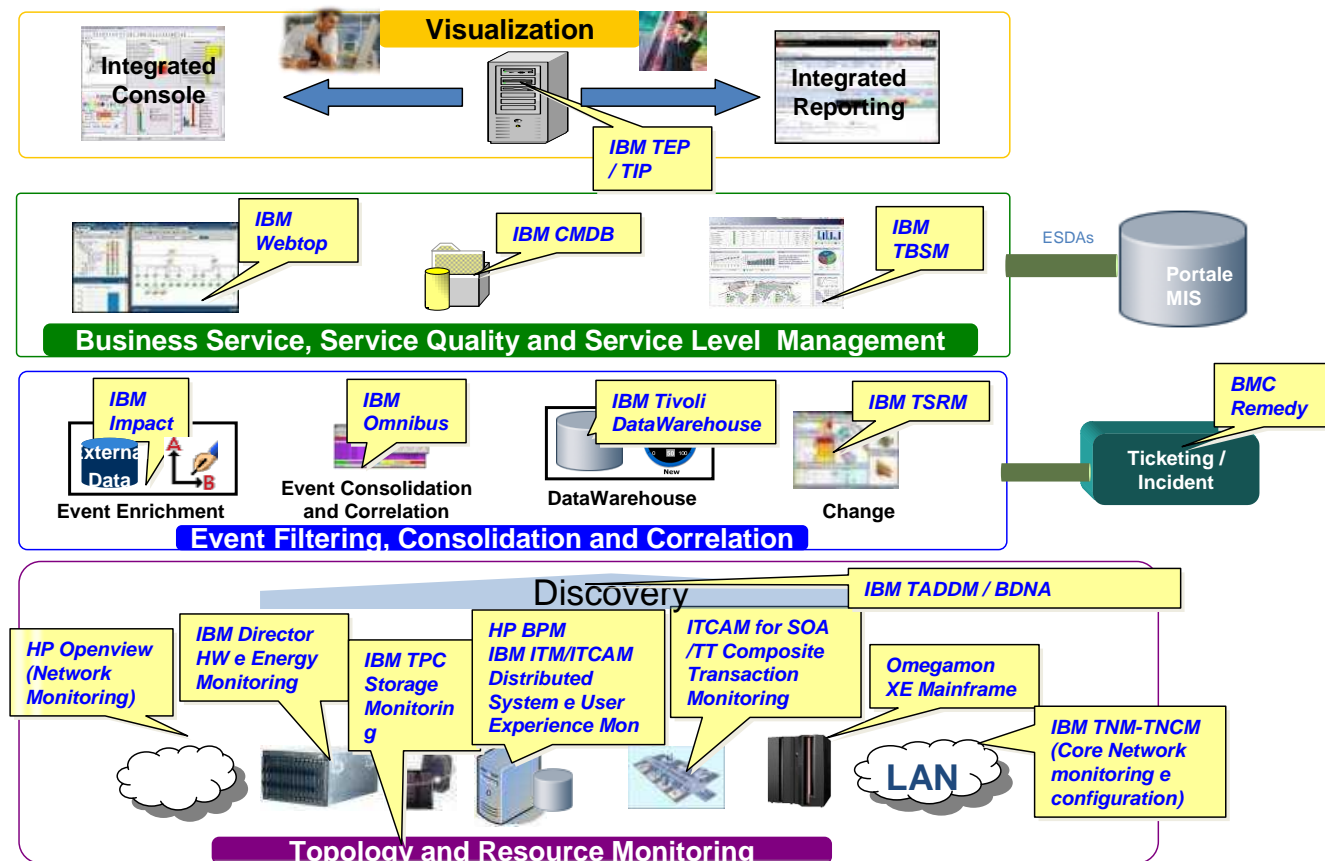 Visualization
Integrated
Console
Integrated
Reporting
IBM TEP
/ TIP
IBM
Webtop
IBM CMDB
IBM
TBSM
ESDAs
Portale
MIS
Business Service, Service Quality and Service Level Management
IBM
Impact
IBM
Omnibus
IBM Tivoli
DataWarehouse
IBM TSRM
BMC
Remedy
Externa
Data
A
B
0 50 100
New
Ticketing /
Incident
Event Enrichment
Event Consolidation
and Correlation
DataWarehouse
Change
Event Filtering, Consolidation and Correlation
Discovery
IBM TADDM / BDNA
HP Openview
(Network
Monitoring)
IBM Director
HW e Energy
Monitoring
IBM TPC
Storage
Monitorin
g
HP BPM
IBM ITM/ITCAM
Distributed
System e User
Experience Mon
ITCAM for SOA
/TT Composite
Transaction
Monitoring
Omegamon
XE Mainframe
IBM TNM-TNCM
(Core Network
monitoring e
configuration)
LAN
Topology and Resource Monitoring